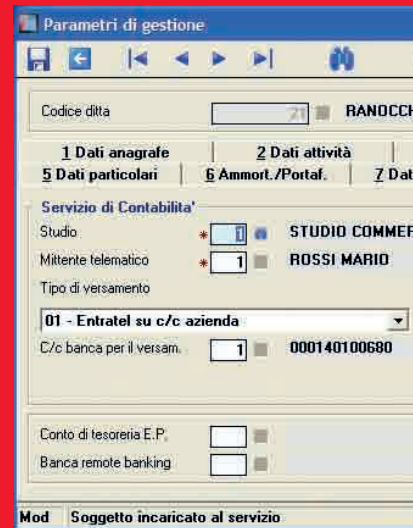 Parametri di gestione
Codice ditta 21 RANOCCH
1 Dati anagrafe 2 Dati attività
5 Dati particolari 6 Ammort./Portaf. 7 Dat
Servizio di Contabilita'
Studio * 1 STUDIO COMMER
Mittente telematico * 1 ROSSI MARIO
Tipo di versamento
01 - Entratel su c/c azienda
C/c banca per il versam. 1 000140100680
Conto di tesoreria E.P.
Banca remote banking
Mod Soggetto incaricato al servizio